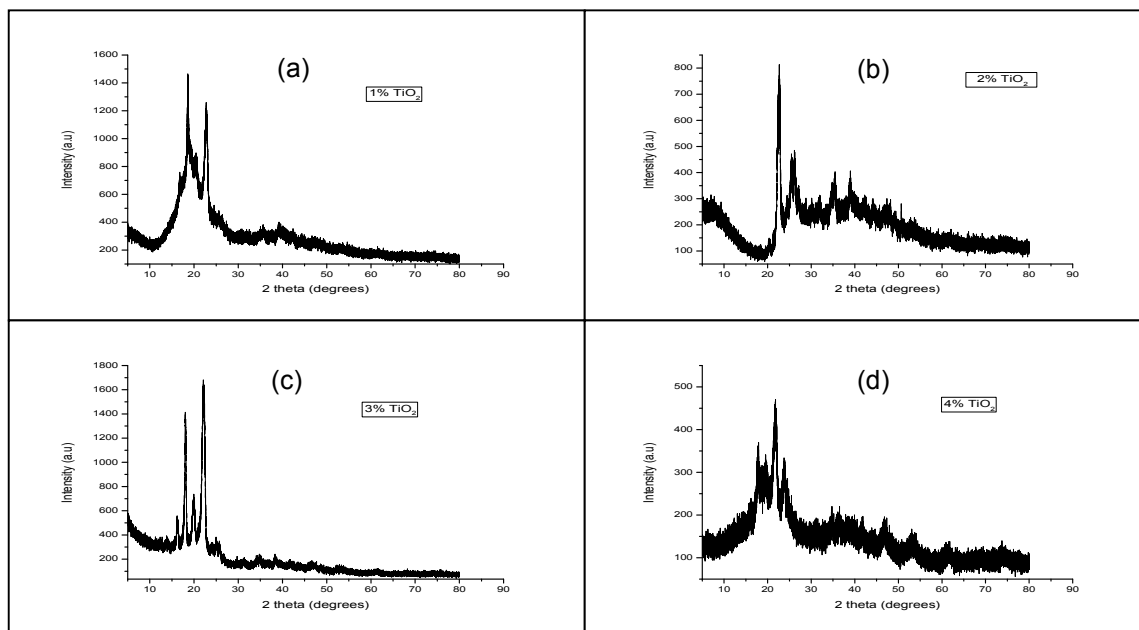 (a)
1% TiO₂
Intensity (a.u)
1600
1400
1200
1000
800
600
400
200
10 20 30 40 50 60 70 80 90
2 theta (degrees)
(b)
2% TiO₂
Intensity (a.u)
800
700
600
500
400
300
200
100
10 20 30 40 50 60 70 80 90
2 theta (degrees)
(c)
3% TiO₂
Intensity (a.u)
1800
1600
1400
1200
1000
800
600
400
200
10 20 30 40 50 60 70 80 90
2 theta (degrees)
(d)
4% TiO₂
Intensity (a.u)
500
400
300
200
100
10 20 30 40 50 60 70 80 90
2 theta (degrees)